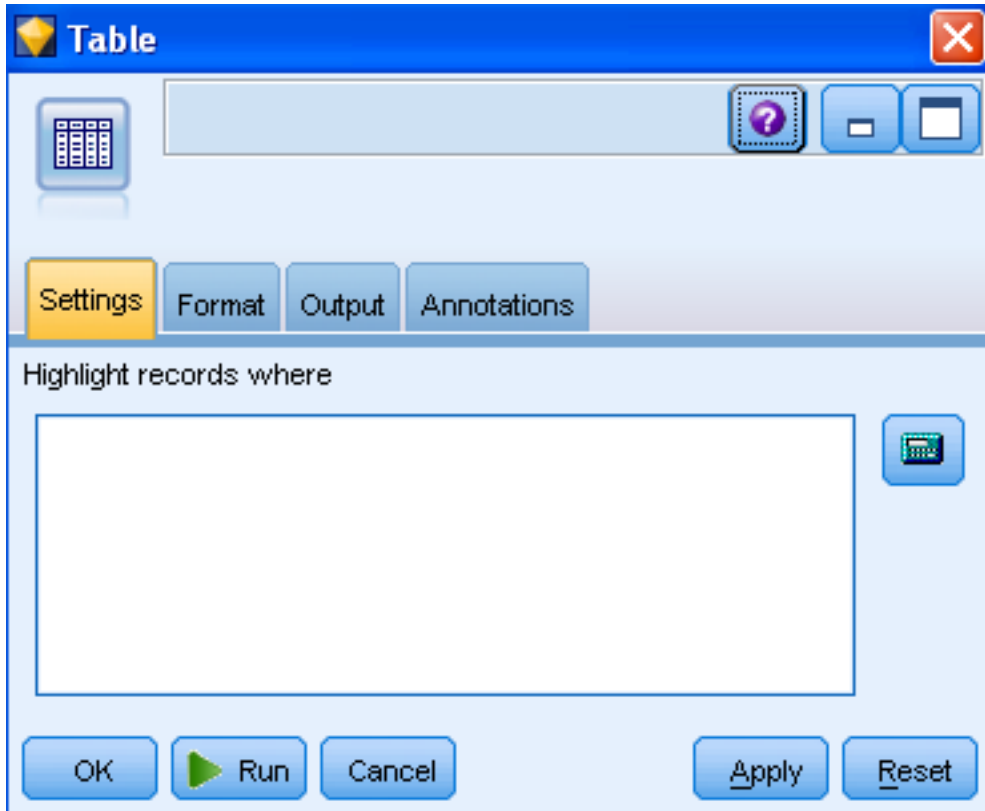 Table
?
Settings Format Output Annotations
Highlight records where
OK Run Cancel Apply Reset